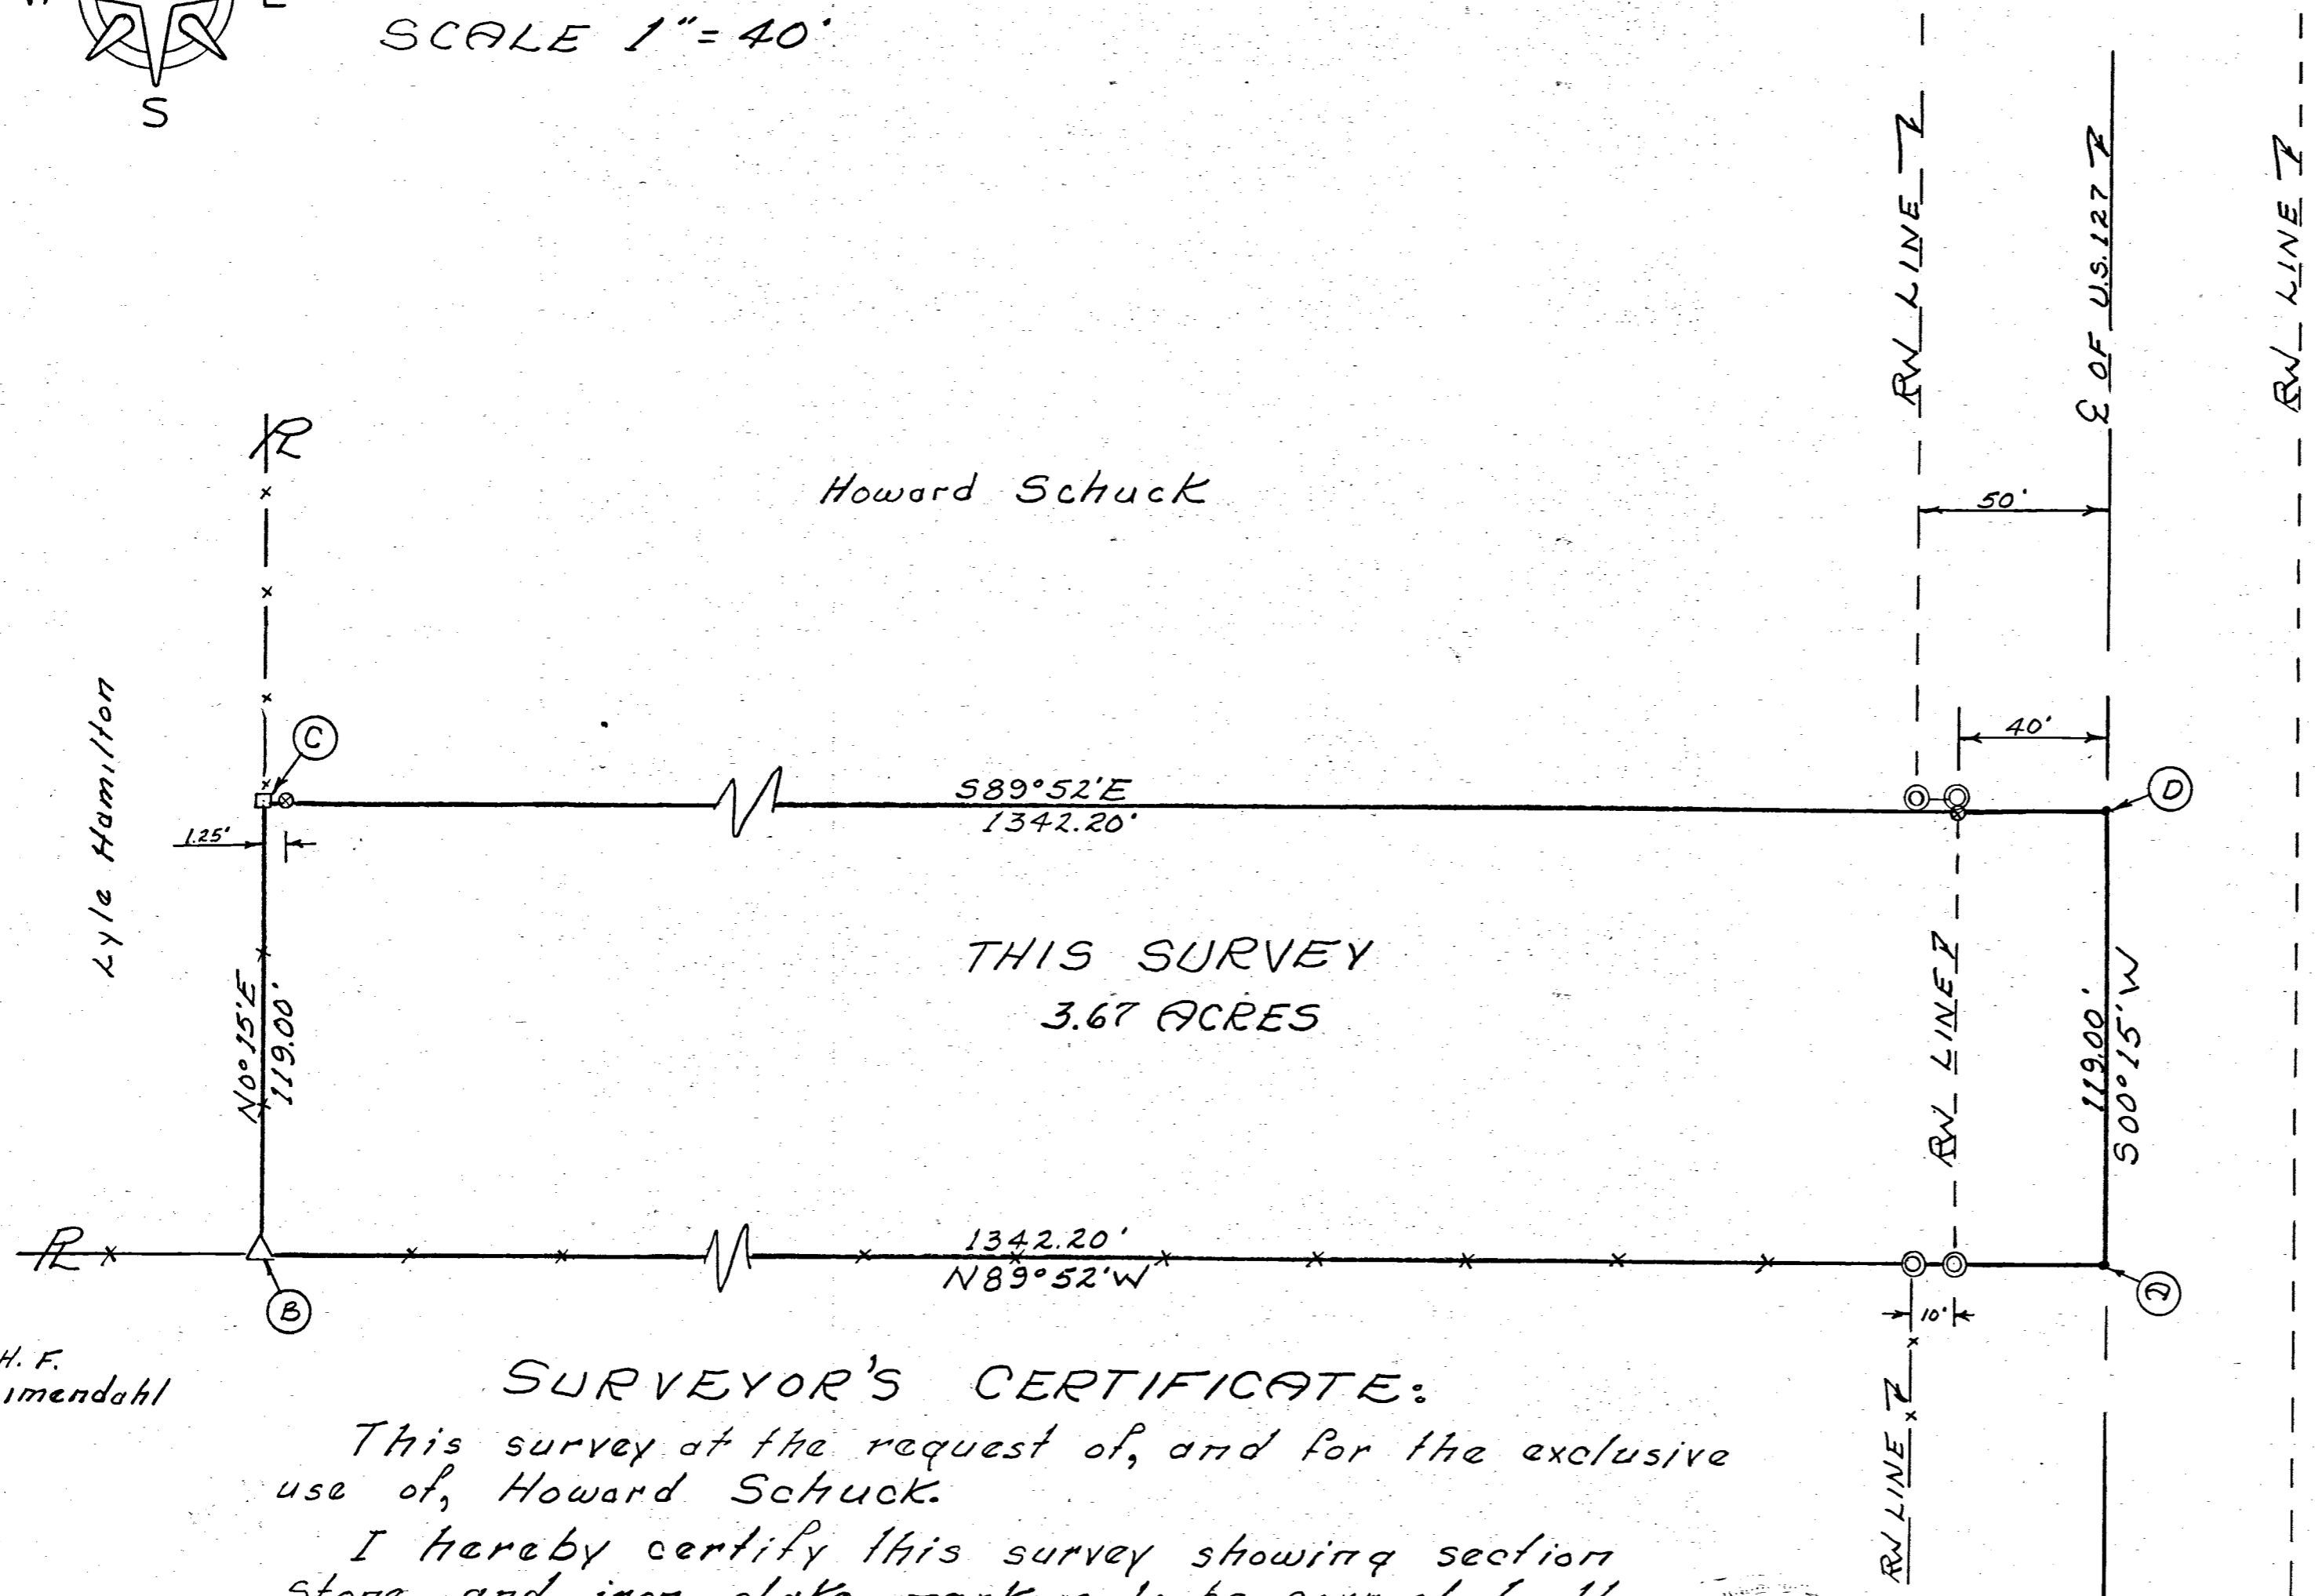 E
SCALE 1"=40'
S
RW LINE
℄ OF U.S. 127
RW LINE
PL
Howard Schuck
50'
Lyle Hamilton
C
40'
S89°52'E
1342.20'
D
1.25'
THIS SURVEY
3.67 ACRES
N0°15'E
119.00'
RW LINE
119.00'
S00°15'W
PL
1342.20'
N89°52'W
B
10'
H. F.
imendahl
SURVEYOR'S CERTIFICATE:
This survey at the request of, and for the exclusive
use of, Howard Schuck.
I hereby certify this survey showing section
RW LINE